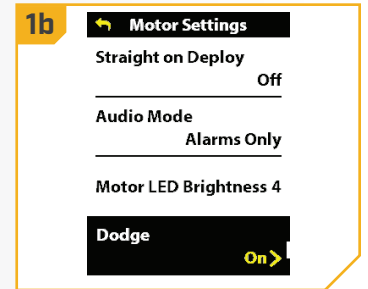 1b
Motor Settings
Straight on Deploy
Off
Audio Mode
Alarms Only
Motor LED Brightness 4
Dodge
On